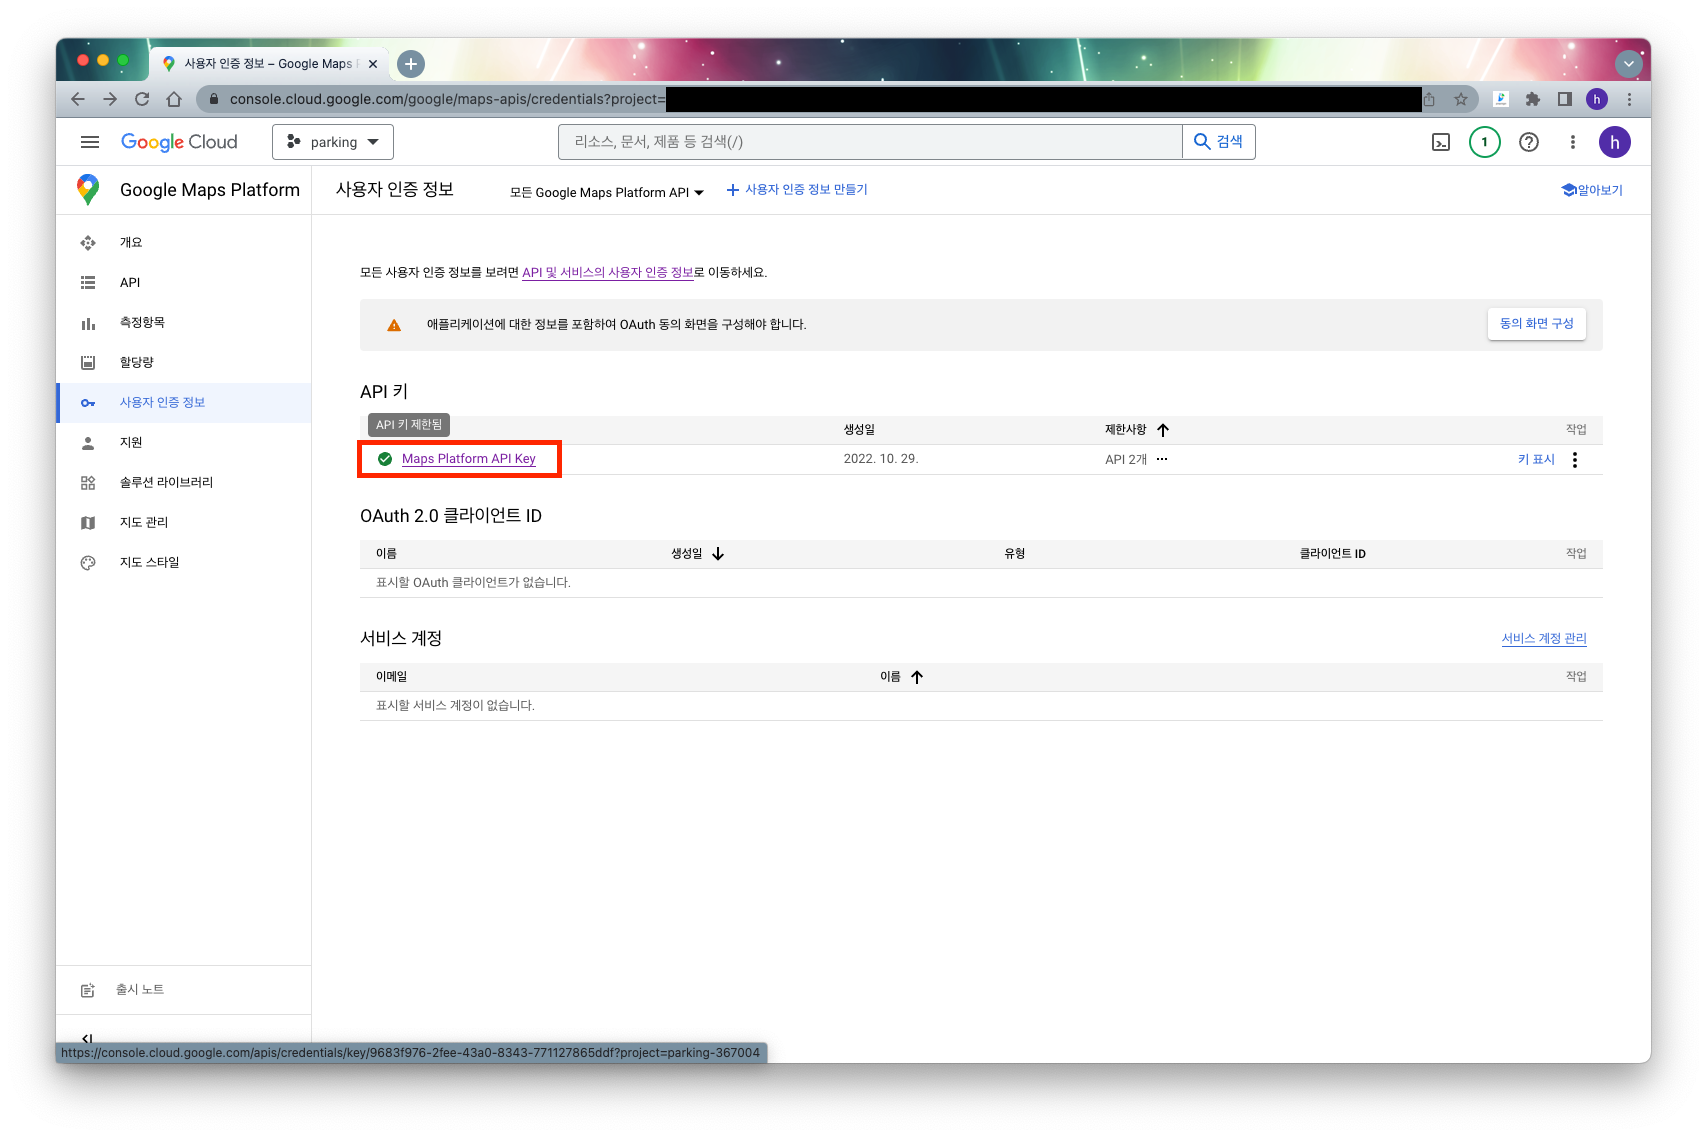 사용자 인증 정보 – Google Maps P
console.cloud.google.com/google/maps-apis/credentials?project=
h
Google Cloud
parking
리소스, 문서, 제품 등 검색(/)
검색
1
h
Google Maps Platform
사용자 인증 정보
모든 Google Maps Platform API
사용자 인증 정보 만들기
알아보기
개요
API
측정항목
할당량
사용자 인증 정보
지원
솔루션 라이브러리
지도 관리
지도 스타일
출시 노트
모든 사용자 인증 정보를 보려면 API 및 서비스의 사용자 인증 정보로 이동하세요.
애플리케이션에 대한 정보를 포함하여 OAuth 동의 화면을 구성해야 합니다.
동의 화면 구성
API 키
API 키 제한됨
생성일
제한사항
작업
Maps Platform API Key
2022. 10. 29.
API 2개
키 표시
OAuth 2.0 클라이언트 ID
이름
생성일
유형
클라이언트 ID
작업
표시할 OAuth 클라이언트가 없습니다.
서비스 계정
서비스 계정 관리
이메일
이름
작업
표시할 서비스 계정이 없습니다.
https://console.cloud.google.com/apis/credentials/key/9683f976-2fee-43a0-8343-771127865ddf?project=parking-367004